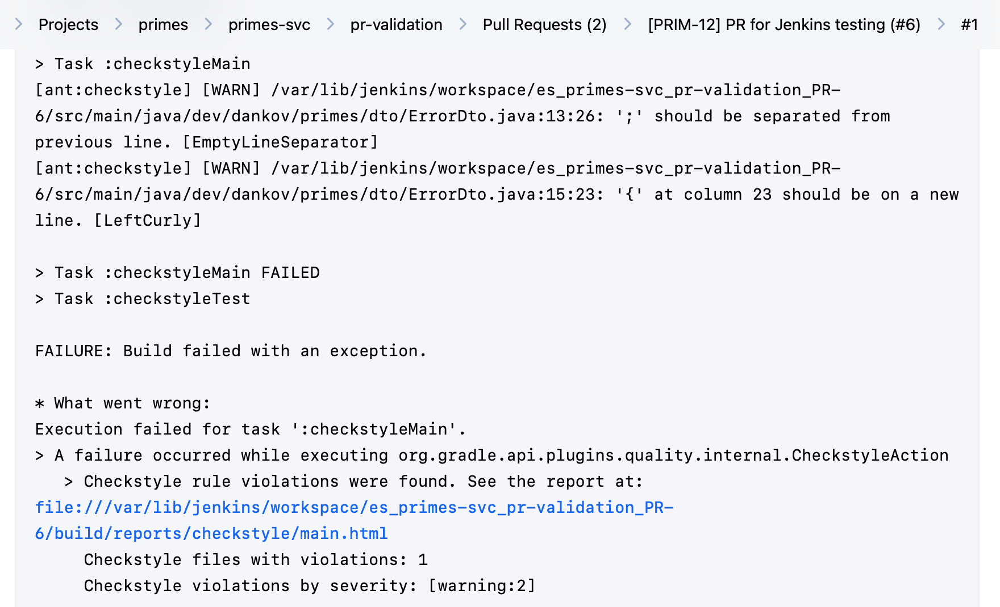 Projects primes primes-svc pr-validation Pull Requests (2) [PRIM-12] PR for Jenkins testing (#6) #1
> Task :checkstyleMain
[ant:checkstyle] [WARN] /var/lib/jenkins/workspace/es_primes-svc_pr-validation_PR-
6/src/main/java/dev/dankov/primes/dto/ErrorDto.java:13:26: ';' should be separated from
previous line. [EmptyLineSeparator]
[ant:checkstyle] [WARN] /var/lib/jenkins/workspace/es_primes-svc_pr-validation_PR-
6/src/main/java/dev/dankov/primes/dto/ErrorDto.java:15:23: '{' at column 23 should be on a new
line. [LeftCurly]
> Task :checkstyleMain FAILED
> Task :checkstyleTest
FAILURE: Build failed with an exception.
* What went wrong:
Execution failed for task ':checkstyleMain'.
> A failure occurred while executing org.gradle.api.plugins.quality.internal.CheckstyleAction
> Checkstyle rule violations were found. See the report at:
file:///var/lib/jenkins/workspace/es_primes-svc_pr-validation_PR-
6/build/reports/checkstyle/main.html
Checkstyle files with violations: 1
Checkstyle violations by severity: [warning:2]